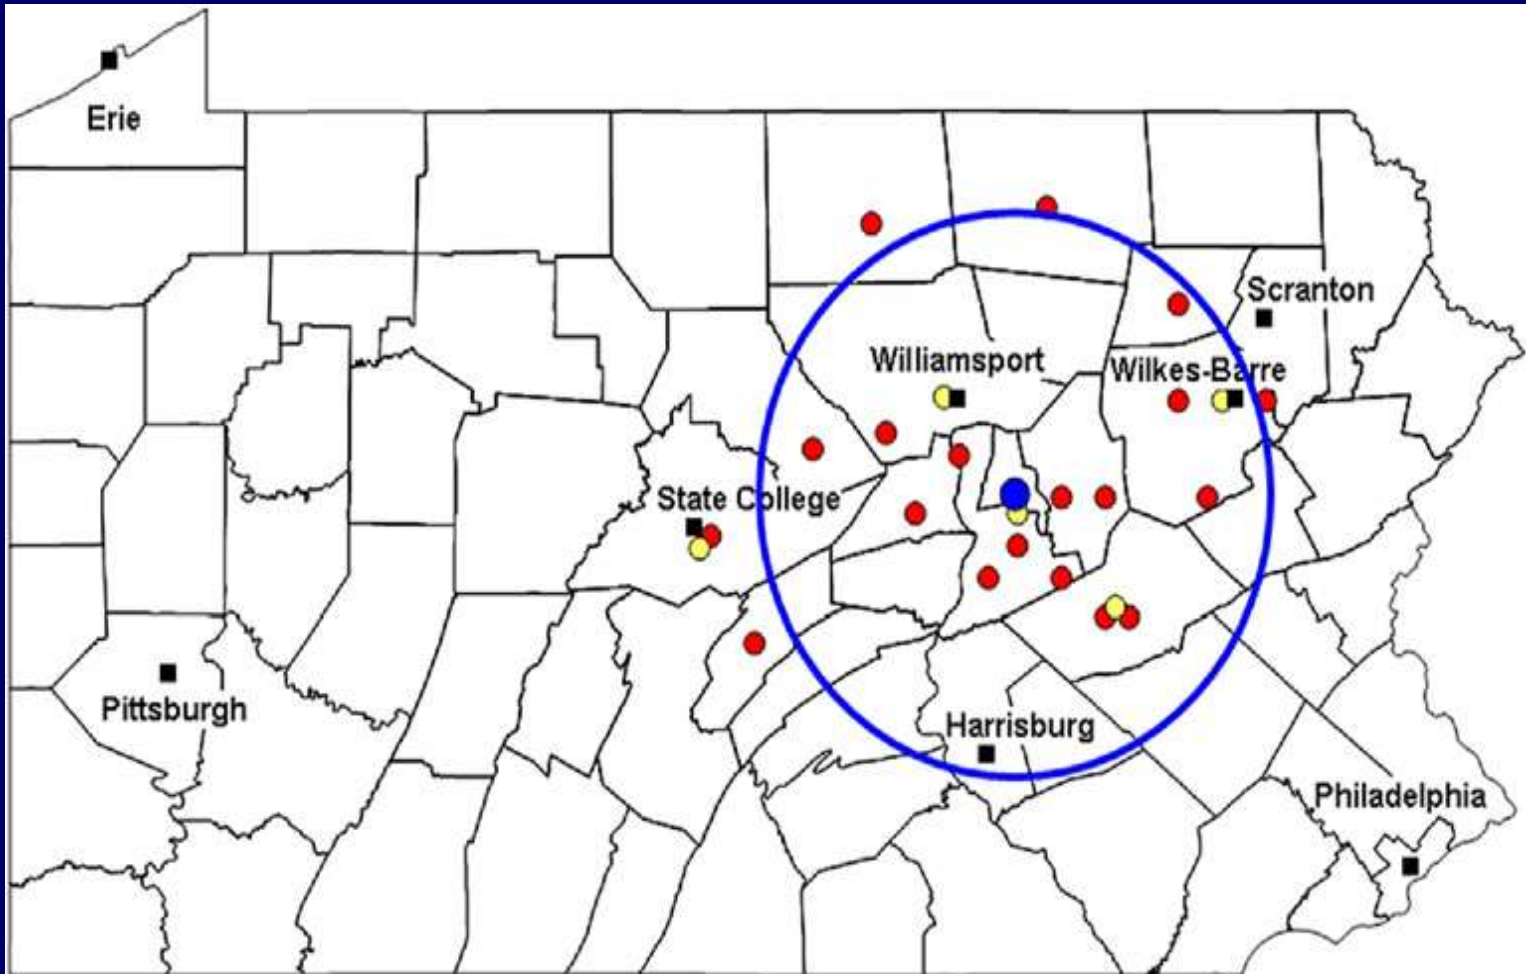 Erie
Scranton
Williamsport
Wilkes-Barre
State College
Pittsburgh
Harrisburg
Philadelphia